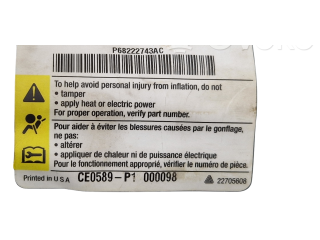 P68222743AC
To help avoid personal injury from inflation, do not
• tamper
• apply heat or electric power
For proper operation, verify part number.
Pour aider à éviter les blessures causées par le gonflage,
ne pas:
• altérer
• appliquer de chaleur ni de puissance électrique
Pour le fonctionnement approprié, vérifier le numéro de pièce.
Printed in U S A CE0589-P1 000098 22705608